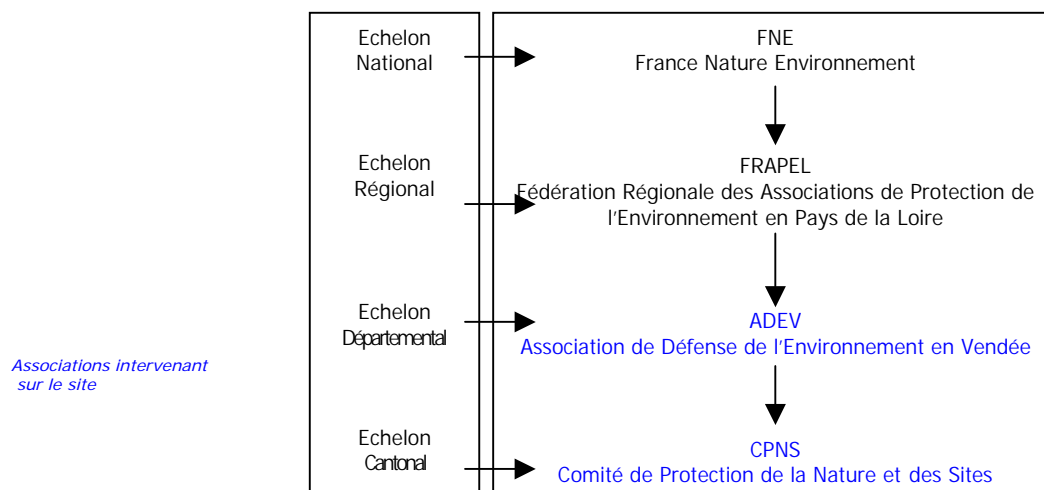 Echelon
National
FNE
France Nature Environnement
Echelon
Régional
FRAPEL
Fédération Régionale des Associations de Protection de
l'Environnement en Pays de la Loire
Echelon
Départemental
ADEV
Association de Défense de l'Environnement en Vendée
Associations intervenant
sur le site
Echelon
Cantonal
CPNS
Comité de Protection de la Nature et des Sites